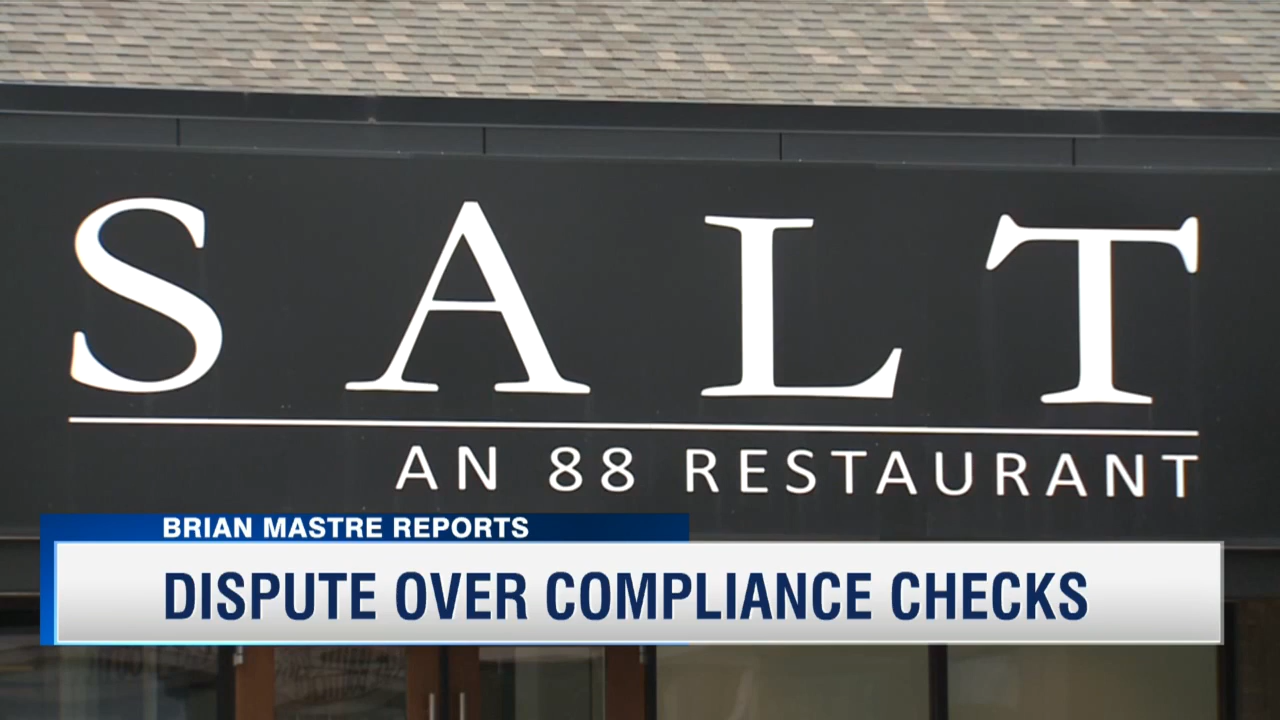 SALT
AN 88 RESTAURANT
BRIAN MASTRE REPORTS
DISPUTE OVER COMPLIANCE CHECKS